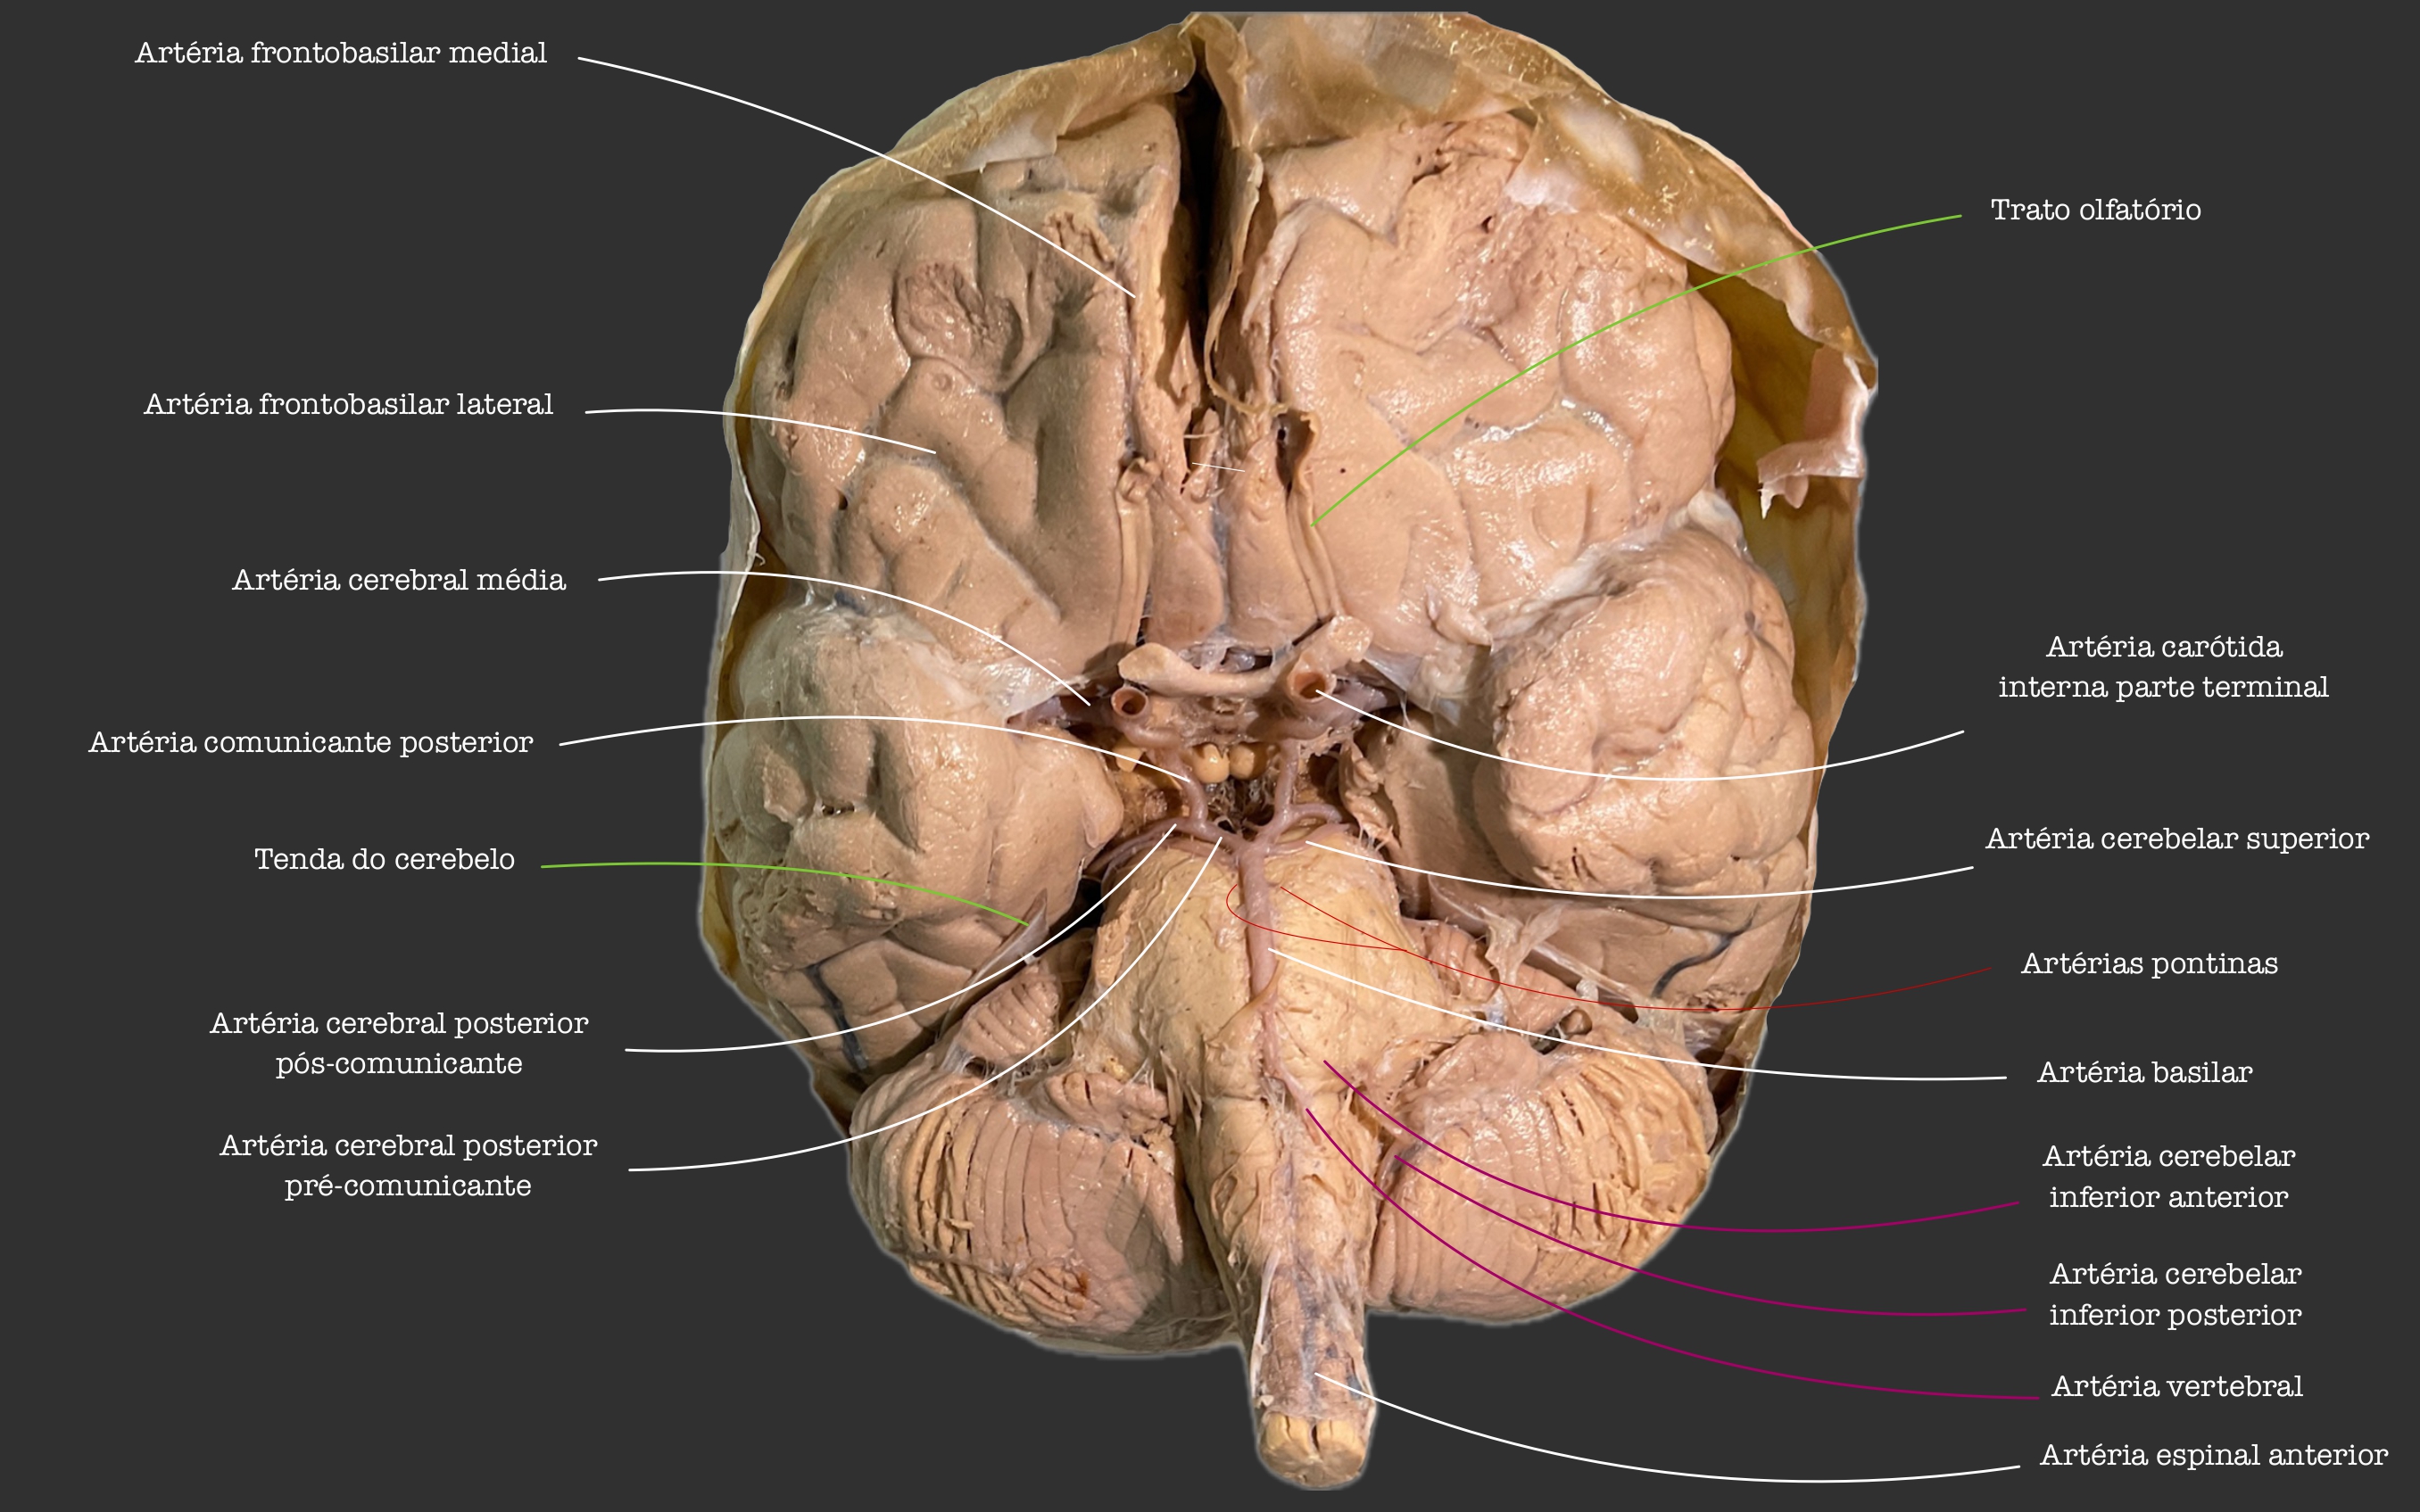 Artéria frontobasilar medial
Artéria frontobasilar lateral
Artéria cerebral média
Artéria comunicante posterior
Tenda do cerebelo
Artéria cerebral posterior
pós-comunicante
Artéria cerebral posterior
pré-comunicante
Trato olfatório
Artéria carótida
interna parte terminal
Artéria cerebelar superior
Artérias pontinas
Artéria basilar
Artéria cerebelar
inferior anterior
Artéria cerebelar
inferior posterior
Artéria vertebral
Artéria espinal anterior